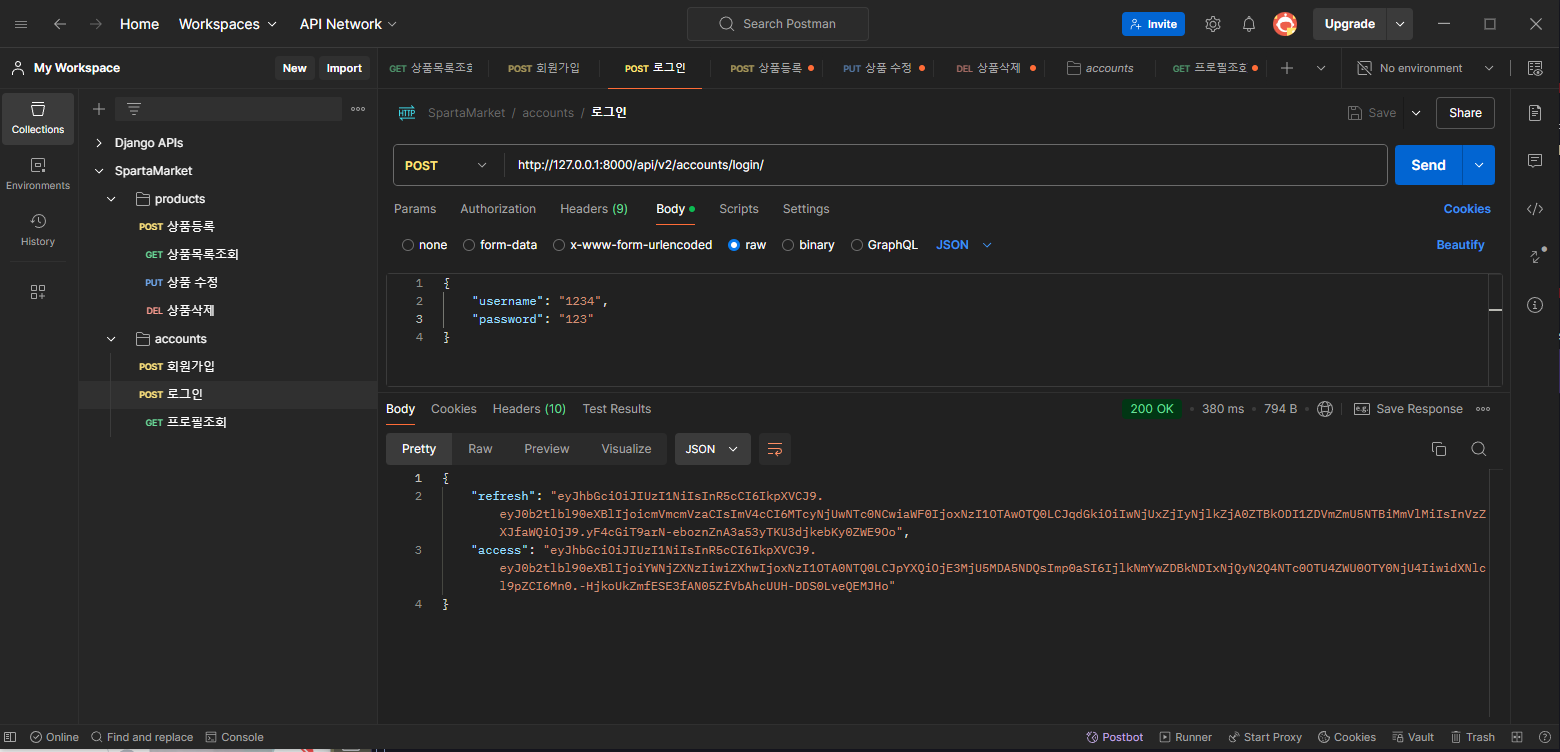 Home Workspaces API Network Search Postman Invite Upgrade
My Workspace New Import GET 상품목록조회 POST 회원가입 POST 로그인 POST 상품등록 PUT 상품 수정 DEL 상품삭제 accounts GET 프로필조회 No environment
Collections
Environments
History
Django APIs
SpartaMarket
products
POST 상품등록
GET 상품목록조회
PUT 상품 수정
DEL 상품삭제
accounts
POST 회원가입
POST 로그인
GET 프로필조회
HTTP SpartaMarket / accounts / 로그인 Save Share
POST http://127.0.0.1:8000/api/v2/accounts/login/ Send
Params Authorization Headers (9) Body Scripts Settings Cookies
none form-data x-www-form-urlencoded raw binary GraphQL JSON Beautify
1 {
2 "username": "1234",
3 "password": "123"
4 }
Body Cookies Headers (10) Test Results 200 OK 380 ms 794 B e.g. Save Response
Pretty Raw Preview Visualize JSON
1 {
2 "refresh": "eyJhbGciOiJIUzI1NiIsInR5cCI6IkpXVCJ9.
eyJ0b2tlbl90eXBlIjoicmVmcmVzaCIsImV4cCI6MTcyNjUwNTc0NCwiaWF0IjoxNzI1OTAwOTQ0LCJqdGkiOiIwNjUxZjIyNjlkZjA0ZTBkODI1ZDVmZmU5NTBiMmVlMiIsInVzZ
XJfaWQiOjJ9.yF4cGiT9arN-eboznZnA3a53yTKU3djkebKy0ZWE9Oo",
3 "access": "eyJhbGciOiJIUzI1NiIsInR5cCI6IkpXVCJ9.
eyJ0b2tlbl90eXBlIjoiYWNjZXNzIiwiZXhwIjoxNzI1OTA0NTQ0LCJpYXQiOjE3MjU5MDA5NDQsImp0aSI6IjlkNmYwZDBkNDIxNjQyN2Q4NTc0OTU4ZWU0OTY0NjU4IiwidXNlc
l9pZCI6Mn0.-HjkoUkZmfESE3fAN05ZfVbAhcUUH-DDS0LveQEMJHo"
4 }
Online Find and replace Console Postbot Runner Start Proxy Cookies Vault Trash